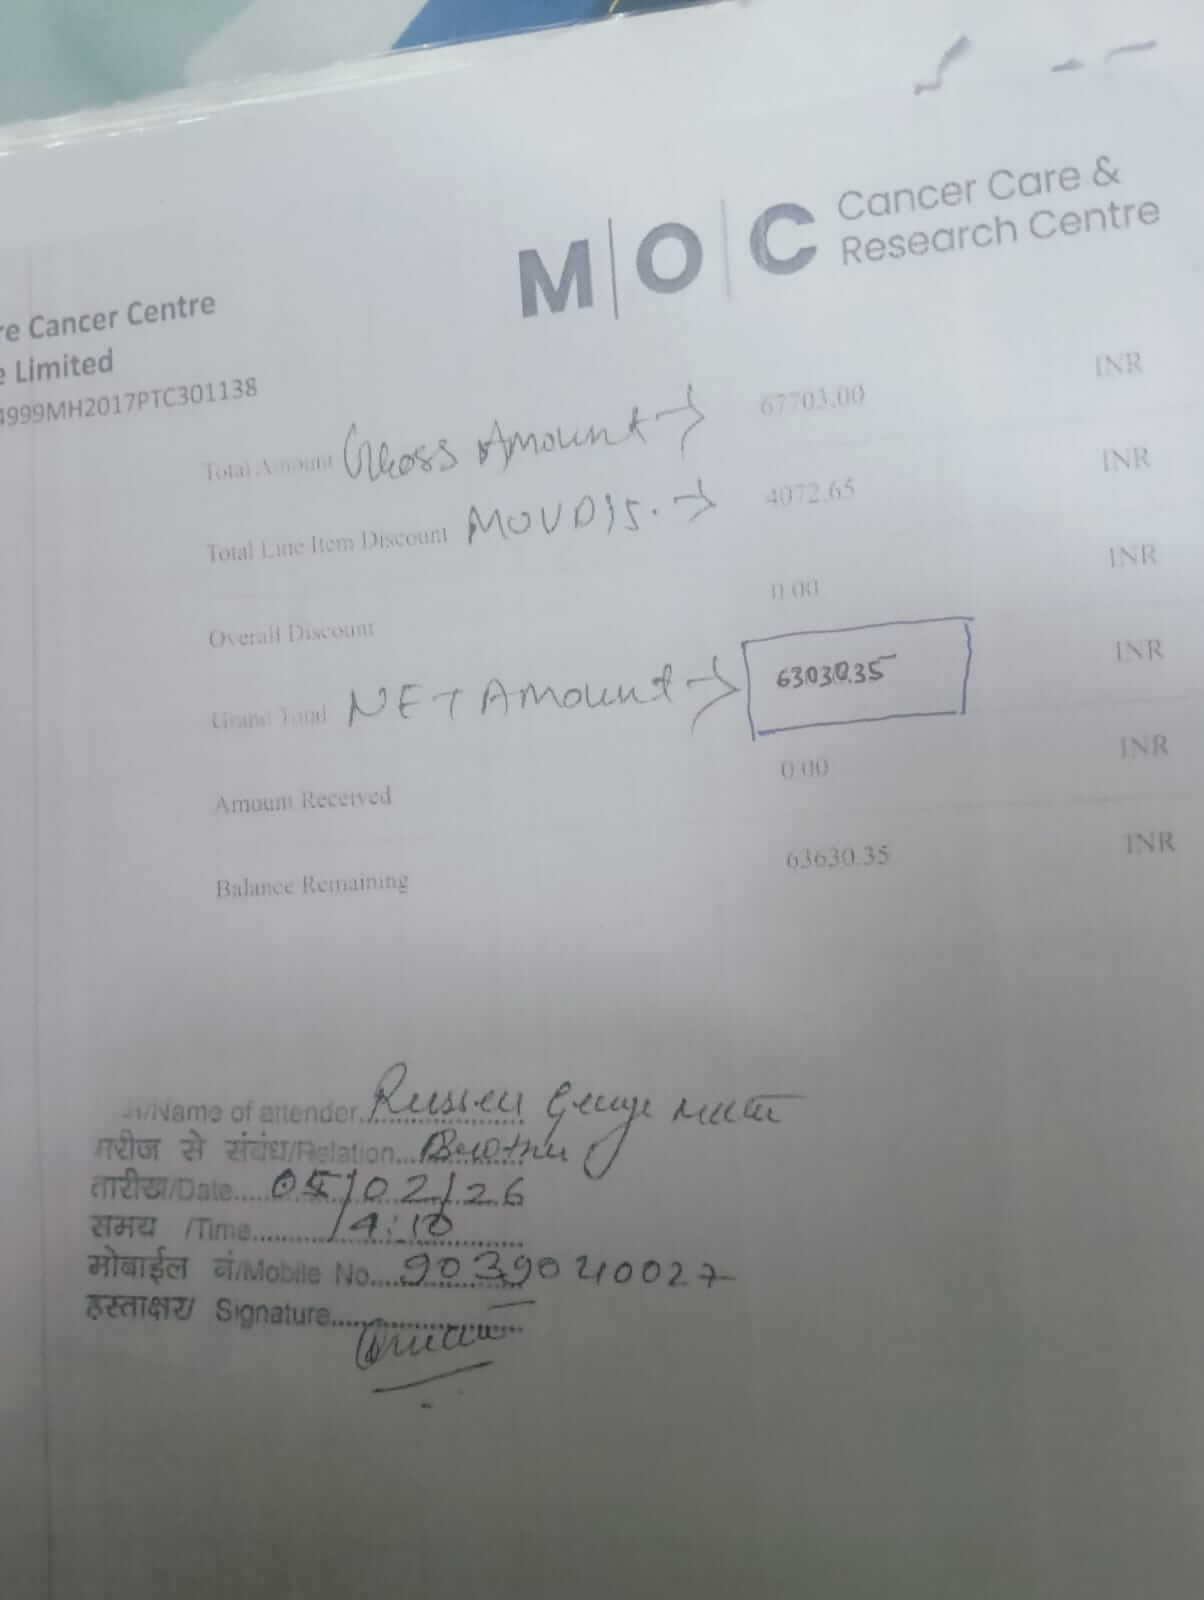 M|O|C Cancer Care &
Research Centre
re Cancer Centre
e Limited
4999MH2017PTC301138
Total Amount Gross Amount → 67703.00 INR
Total Line Item Discount MOUDIS. → 4072.65 INR
Overall Discount 0.00 INR
Grand Total NET Amount → 63030.35 INR
Amount Received 0.00 INR
Balance Remaining 63630.35 INR
/Name of attender. Russell George
मरीज से संबंध/Relation... Brother
तारीख/Date..... 05/02/26
समय /Time........... 14:10
मोबाईल नं/Mobile No.... 9039040027
हस्ताक्षर/ Signature......